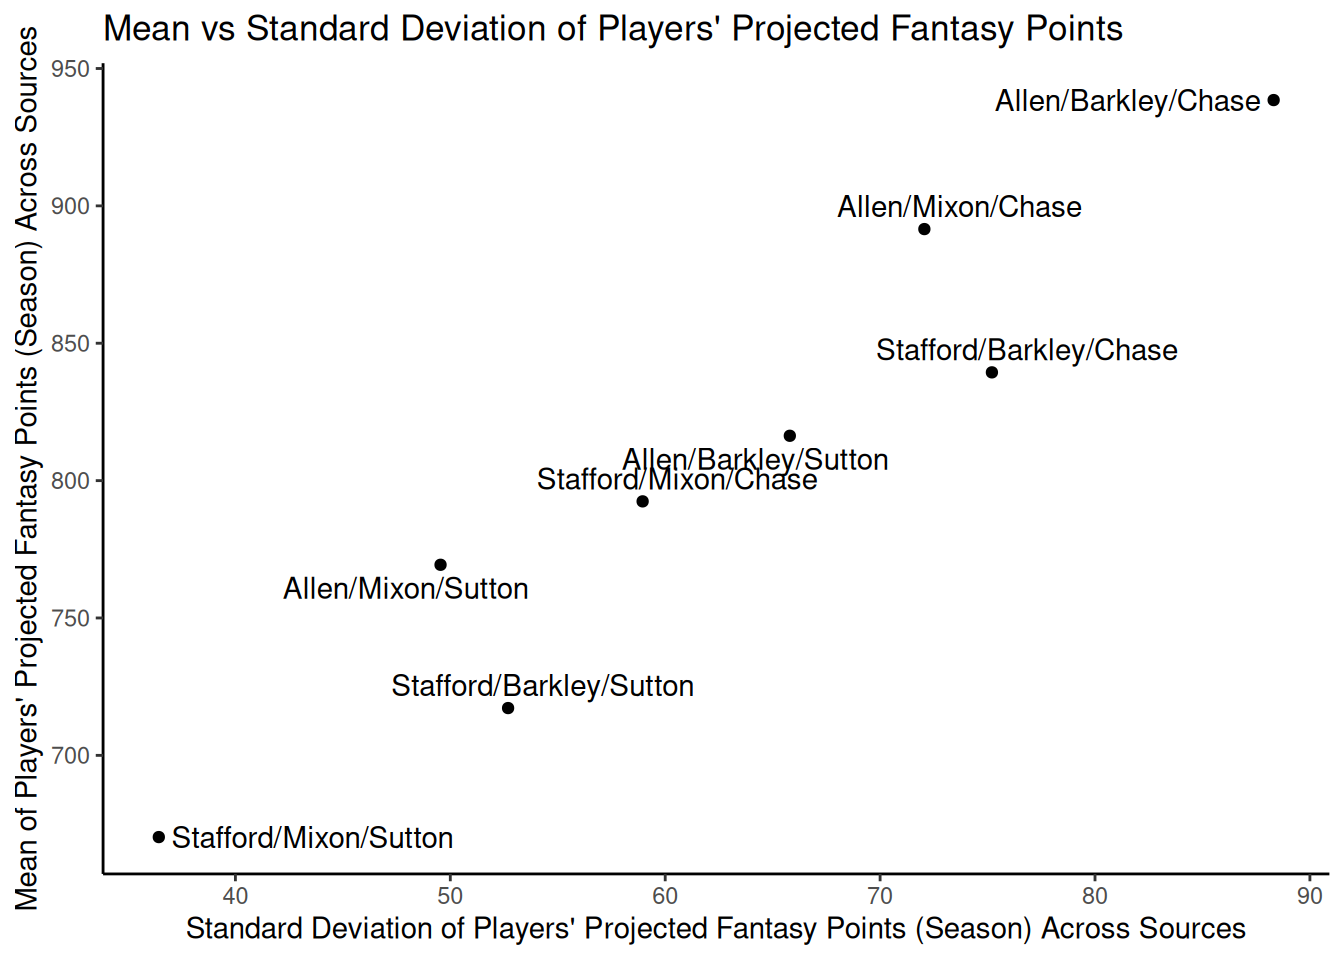 Mean vs Standard Deviation of Players' Projected Fantasy Points
Mean of Players' Projected Fantasy Points (Season) Across Sources
950
900
850
800
750
700
Allen/Barkley/Chase
Allen/Mixon/Chase
Stafford/Barkley/Chase
Allen/Barkley/Sutton
Stafford/Mixon/Chase
Allen/Mixon/Sutton
Stafford/Barkley/Sutton
Stafford/Mixon/Sutton
40 50 60 70 80 90
Standard Deviation of Players' Projected Fantasy Points (Season) Across Sources